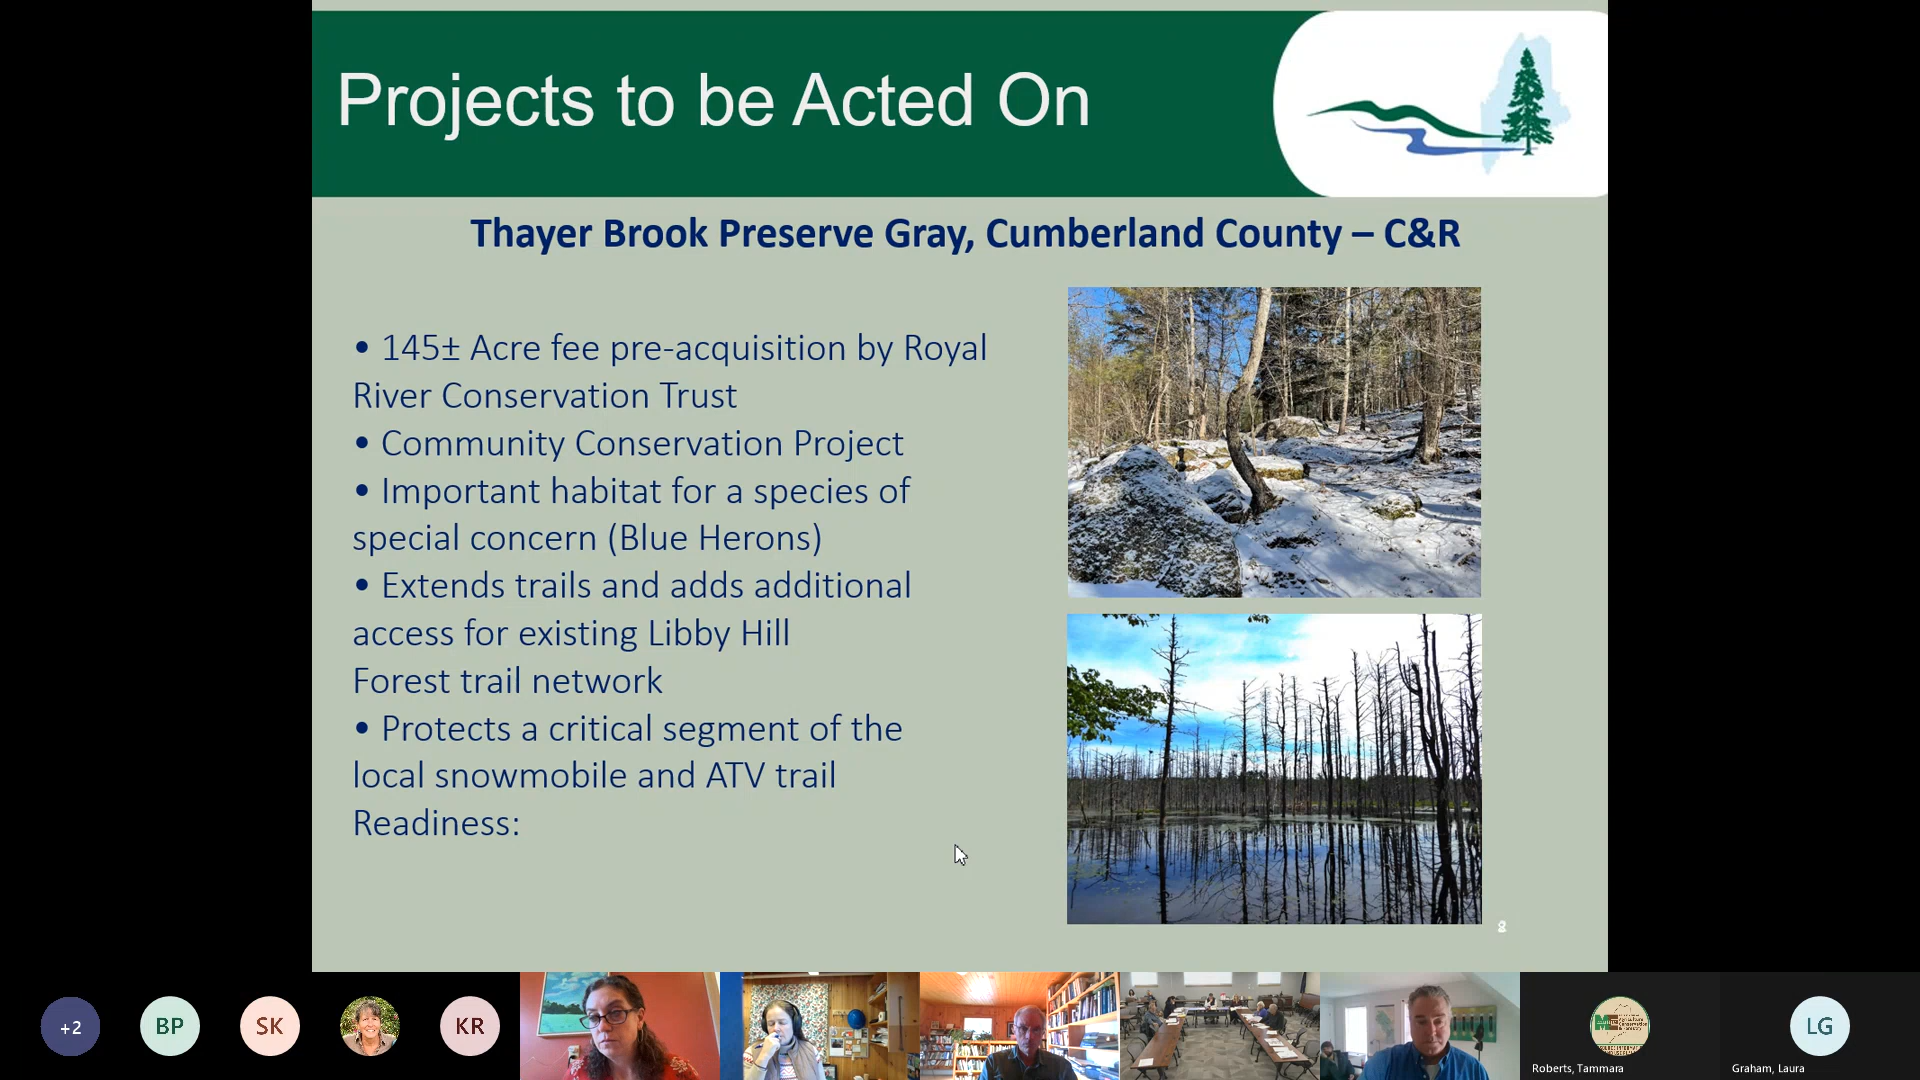 Projects to be Acted On
Thayer Brook Preserve Gray, Cumberland County – C&R
• 145± Acre fee pre-acquisition by Royal
River Conservation Trust
• Community Conservation Project
• Important habitat for a species of
special concern (Blue Herons)
• Extends trails and adds additional
access for existing Libby Hill
Forest trail network
• Protects a critical segment of the
local snowmobile and ATV trail
Readiness:
+2
BP
SK
KR
LG
Roberts, Tammara
Graham, Laura